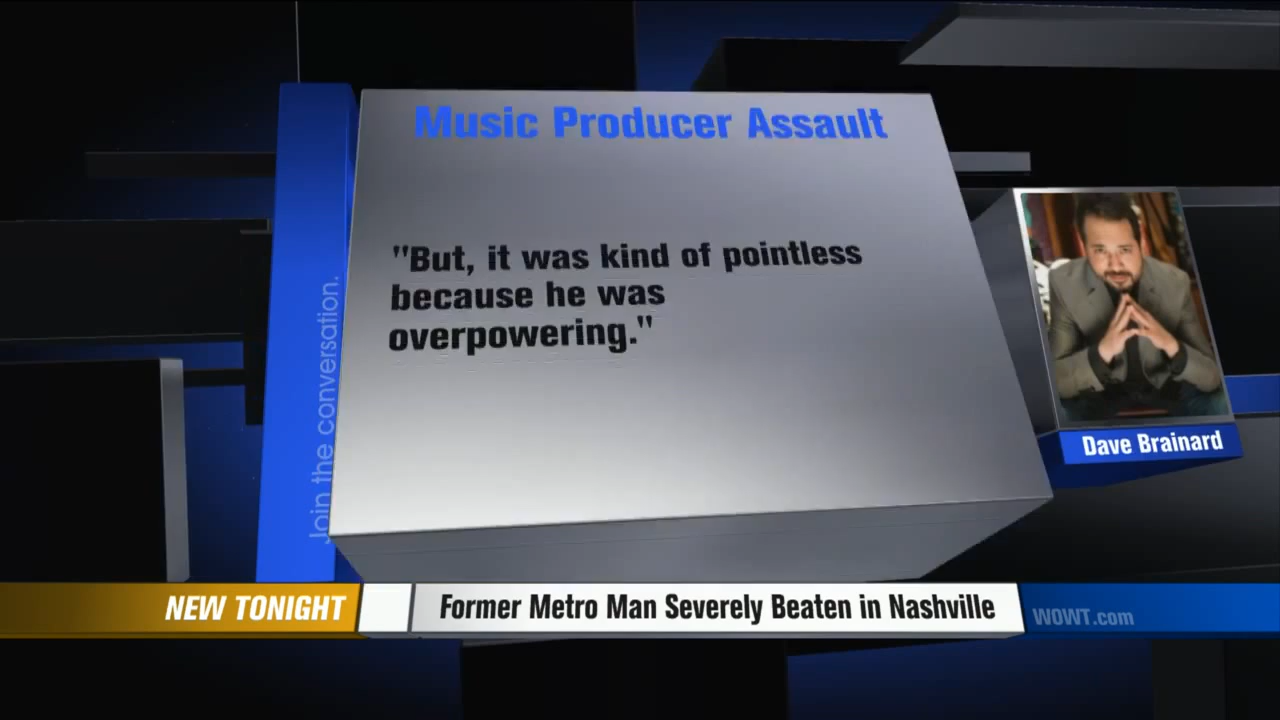 Music Producer Assault
"But, it was kind of pointless
because he was
overpowering."
Join the conversation.
Dave Brainard
NEW TONIGHT
Former Metro Man Severely Beaten in Nashville
WOWT.com